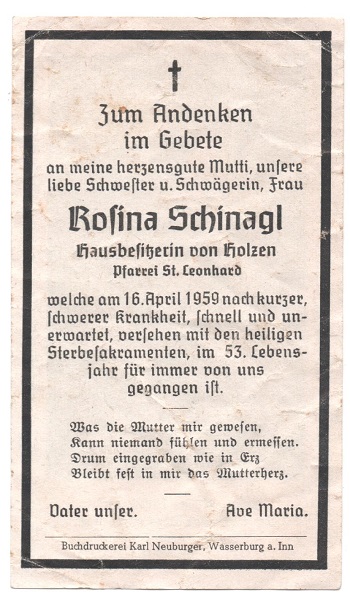 Zum Andenken
im Gebete
an meine herzensgute Mutti, unsere
liebe Schwester u. Schwägerin, Frau
Rosina Schinagl
Hausbesitzerin von Holzen
Pfarrei St. Leonhard
welche am 16. April 1959 nach kurzer,
schwerer Krankheit, schnell und un-
erwartet, versehen mit den heiligen
Sterbesakramenten, im 53. Lebens-
jahr für immer von uns
gegangen ist.
Was die Mutter mir gewesen,
Kann niemand fühlen und ermessen.
Drum eingegraben wie in Erz
Bleibt fest in mir das Mutterherz.
Vater unser. Ave Maria.
Buchdruckerei Karl Neuburger, Wasserburg a. Inn